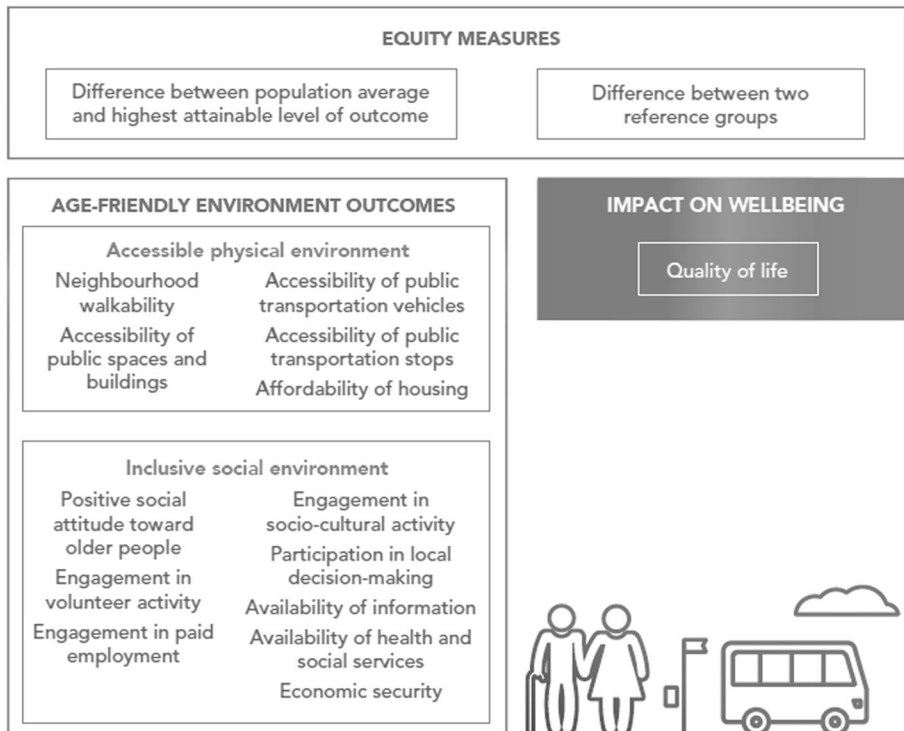 EQUITY MEASURES
Difference between population average
and highest attainable level of outcome
Difference between two
reference groups
AGE-FRIENDLY ENVIRONMENT OUTCOMES
Accessible physical environment
Neighbourhood
walkability
Accessibility of
public spaces and
buildings
Accessibility of public
transportation vehicles
Accessibility of public
transportation stops
Affordability of housing
Inclusive social environment
Positive social
attitude toward
older people
Engagement in
volunteer activity
Engagement in paid
employment
Engagement in
socio-cultural activity
Participation in local
decision-making
Availability of information
Availability of health and
social services
Economic security
IMPACT ON WELLBEING
Quality of life